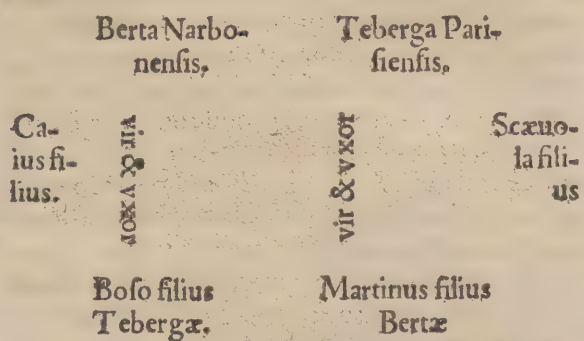 Berta Narbo-
nenſis.
Teberga Pari-
ſienſis.
Ca-
ius fi-
lius.
vir & vxor
vir & vxor
Scæuo-
la fili-
us
Boſo filius
Tebergæ.
Martinus filius
Bertæ